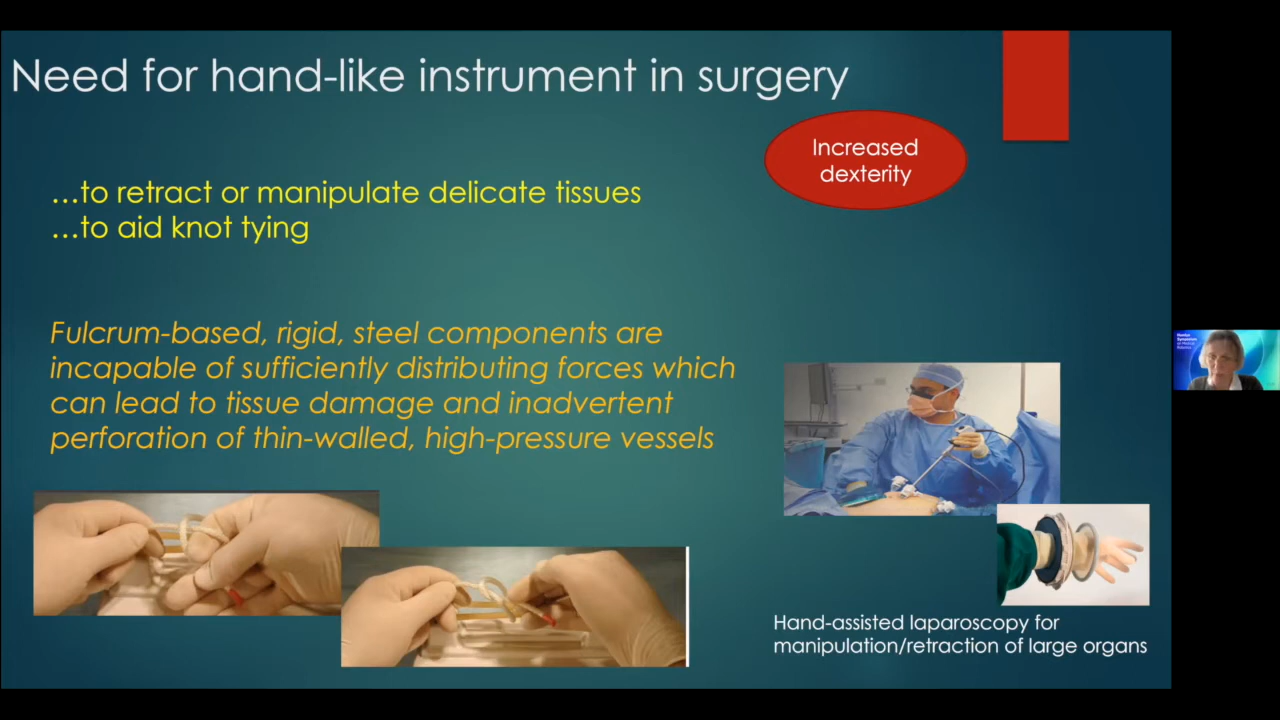 Need for hand-like instrument in surgery
Increased
dexterity
...to retract or manipulate delicate tissues
...to aid knot tying
Fulcrum-based, rigid, steel components are
incapable of sufficiently distributing forces which
can lead to tissue damage and inadvertent
perforation of thin-walled, high-pressure vessels
Hand-assisted laparoscopy for
manipulation/retraction of large organs
Hamlyn
Symposium